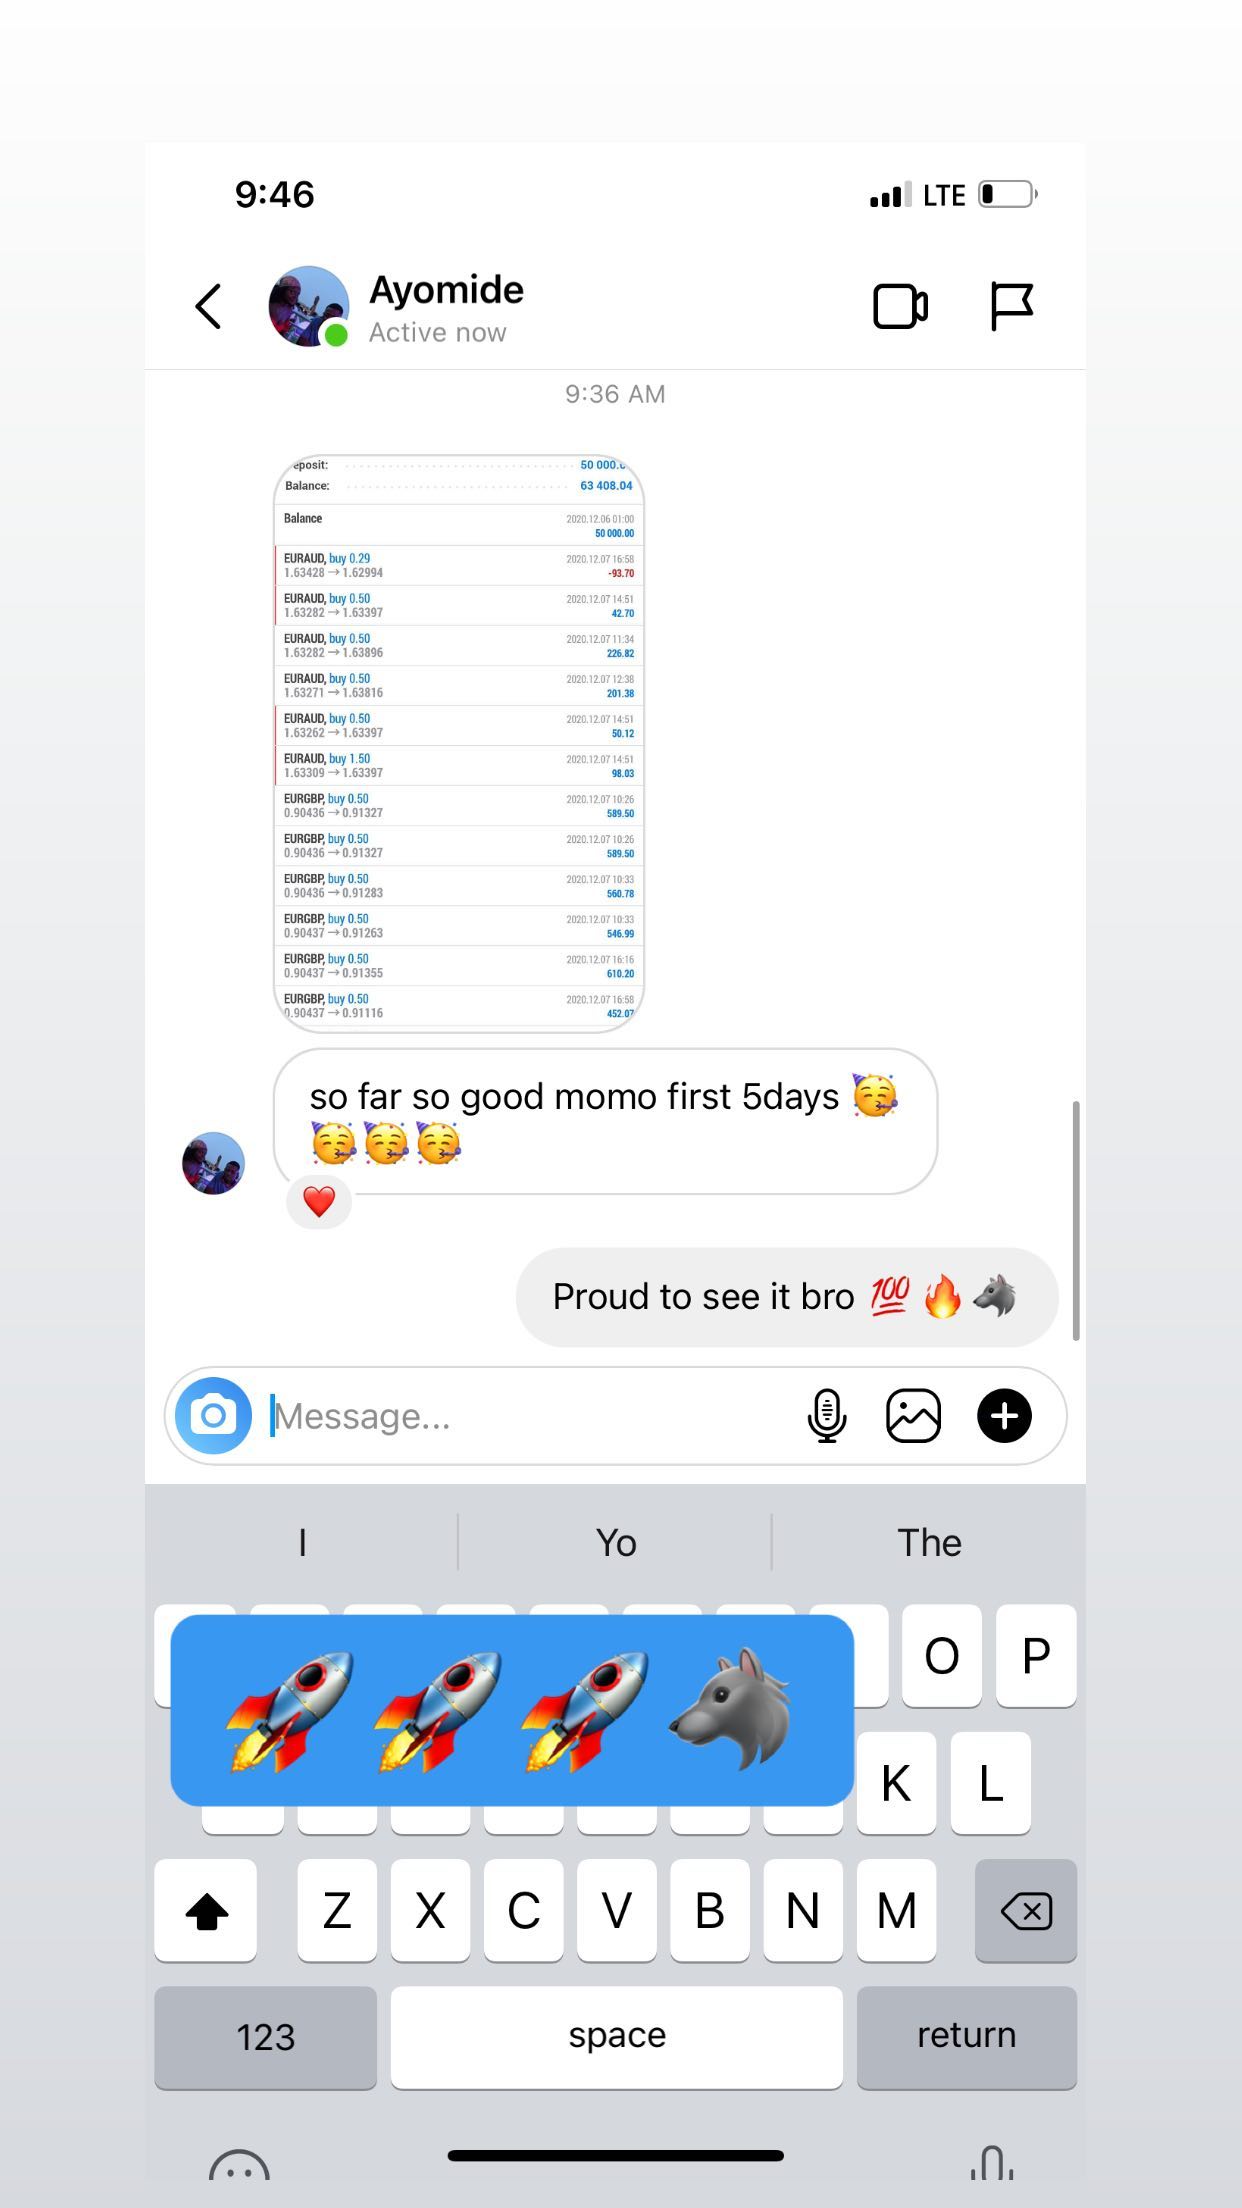 9:46
LTE
Ayomide
Active now
9:36 AM
eposit: 50 000.
Balance: 63 408.04
Balance 2020.12.06 01:00
50 000.00
EURAUD, buy 0.29 2020.12.07 16:58
1.63428 → 1.62994 -93.70
EURAUD, buy 0.50 2020.12.07 14:51
1.63282 → 1.63397 42.70
EURAUD, buy 0.50 2020.12.07 11:34
1.63282 → 1.63896 226.82
EURAUD, buy 0.50 2020.12.07 12:38
1.63271 → 1.63816 201.38
EURAUD, buy 0.50 2020.12.07 14:51
1.63262 → 1.63397 50.12
EURAUD, buy 1.50 2020.12.07 14:51
1.63309 → 1.63397 98.03
EURGBP, buy 0.50 2020.12.07 10:26
0.90436 → 0.91327 589.50
EURGBP, buy 0.50 2020.12.07 10:26
0.90436 → 0.91327 589.50
EURGBP, buy 0.50 2020.12.07 10:33
0.90436 → 0.91283 560.78
EURGBP, buy 0.50 2020.12.07 10:33
0.90437 → 0.91263 546.99
EURGBP, buy 0.50 2020.12.07 16:16
0.90437 → 0.91355 610.20
EURGBP, buy 0.50 2020.12.07 16:58
0.90437 → 0.91116 452.07
so far so good momo first 5days 🥳
🥳🥳🥳
❤️
Proud to see it bro 💯🔥🐺
Message...
I Yo The
🚀🚀🚀🐺
O P
K L
Z X C V B N M
123 space return